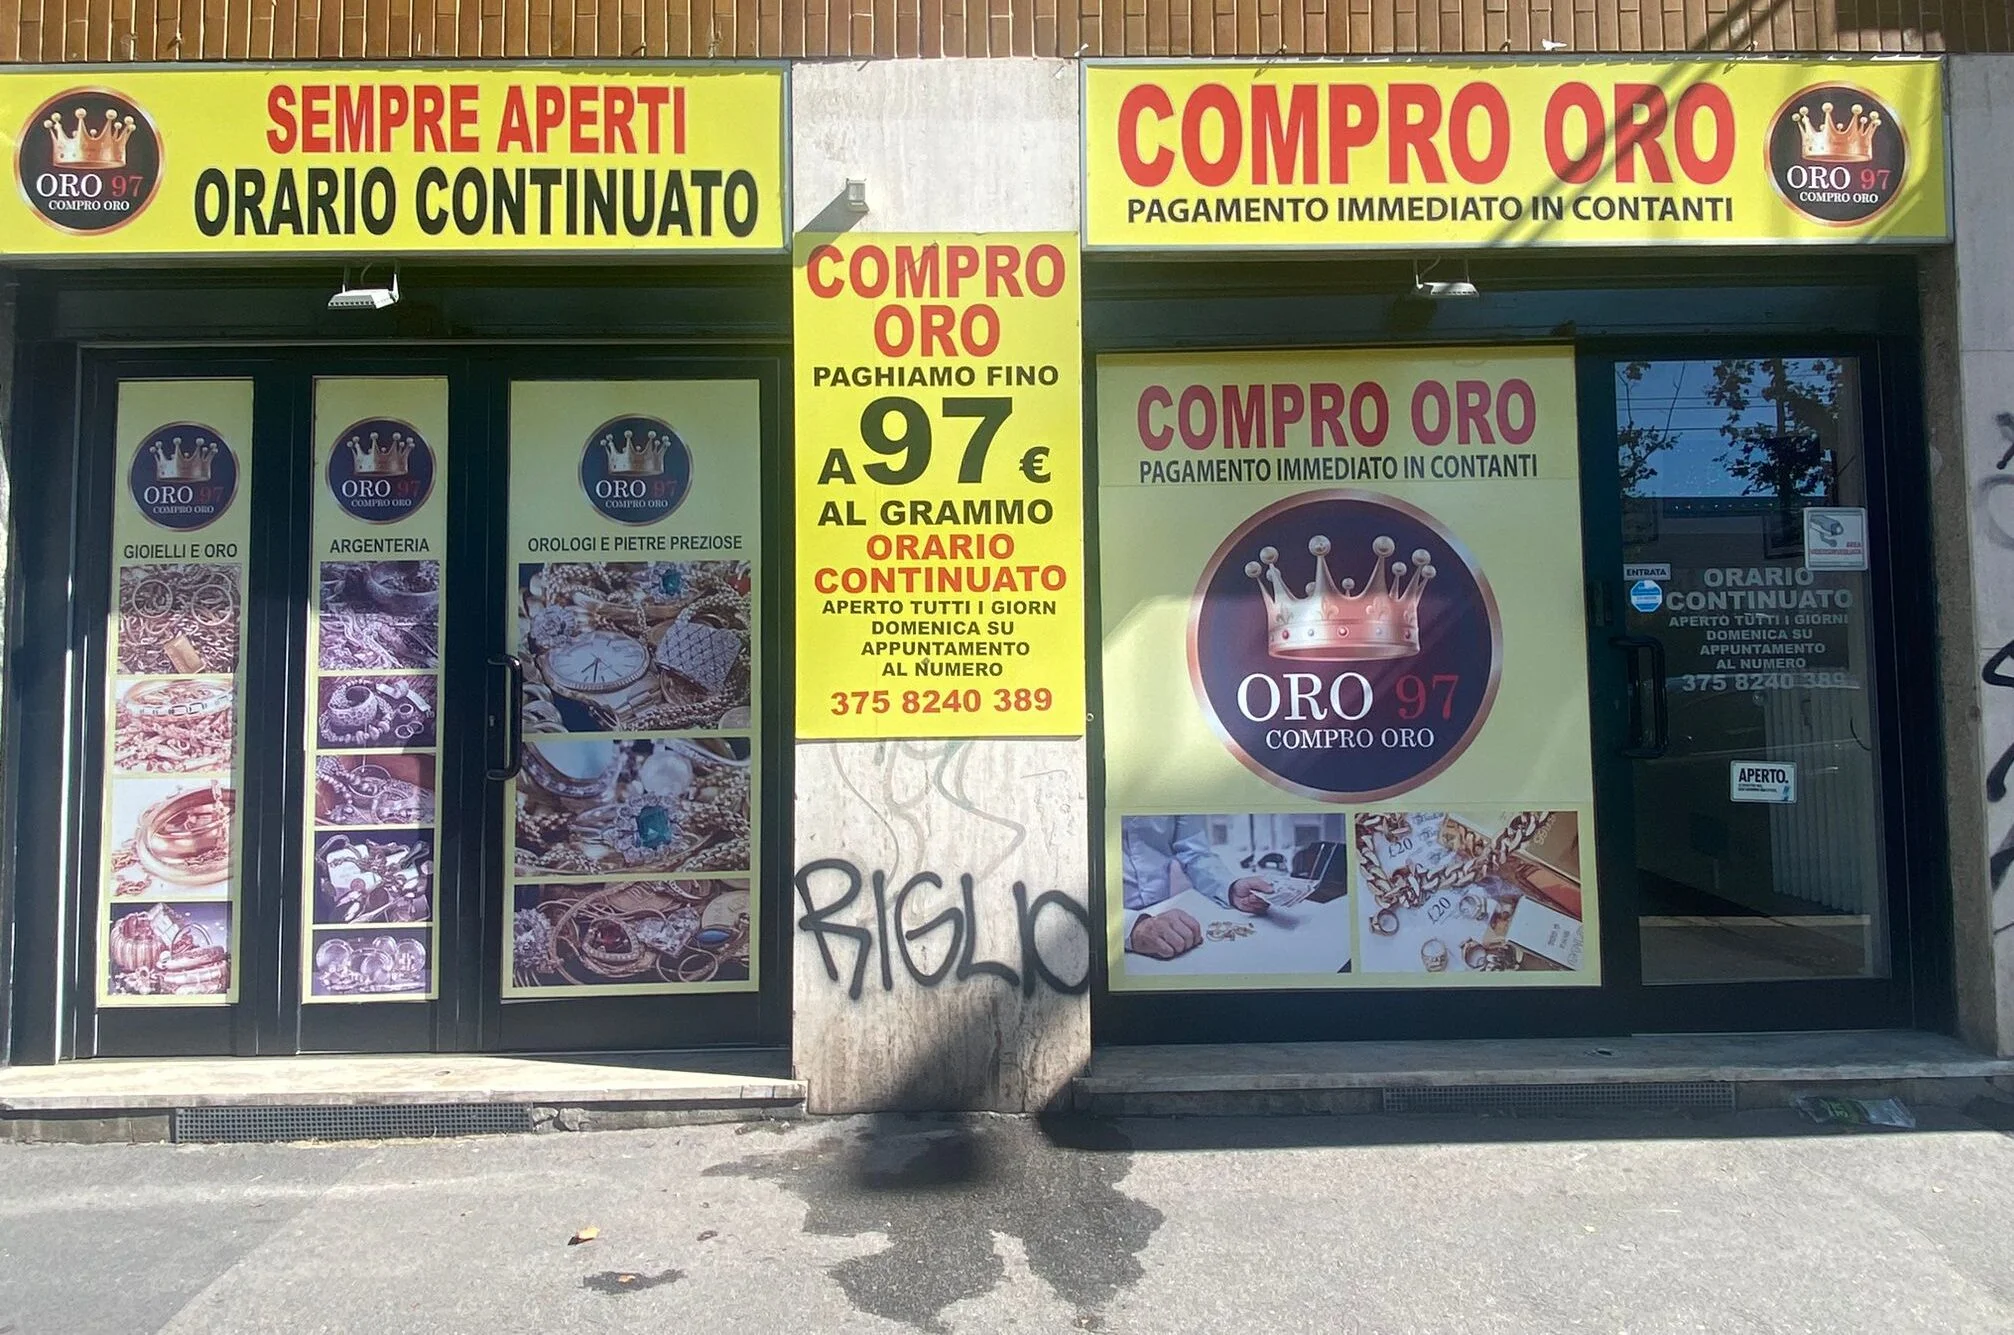 SEMPRE APERTI
ORARIO CONTINUATO
ORO 97
COMPRO ORO
COMPRO ORO
PAGAMENTO IMMEDIATO IN CONTANTI
ORO 97
COMPRO ORO
ORO 97
COMPRO ORO
GIOIELLI E ORO
ORO 97
COMPRO ORO
ARGENTERIA
ORO 97
COMPRO ORO
OROLOGI E PIETRE PREZIOSE
COMPRO
ORO
PAGHIAMO FINO
A 97 €
AL GRAMMO
ORARIO
CONTINUATO
APERTO TUTTI I GIORN
DOMENICA SU
APPUNTAMENTO
AL NUMERO
375 8240 389
RIGLIO
COMPRO ORO
PAGAMENTO IMMEDIATO IN CONTANTI
ORO 97
COMPRO ORO
£20
£20
AREA
VIDEOSORVEGLIATA
ENTRATA
ORARIO
CONTINUATO
APERTO TUTTI I GIORNI
DOMENICA SU
APPUNTAMENTO
AL NUMERO
375 8240 389
APERTO.